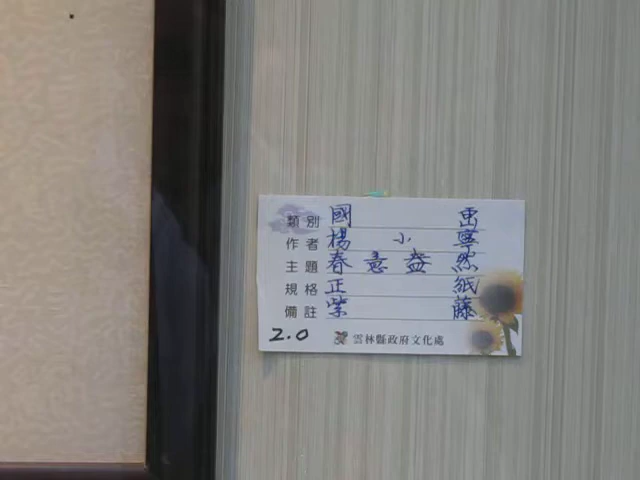 類別 國畫
作者 楊小寧
主題 春意盎然
規格 正紙
備註 紫藤
2.0 雲林縣政府文化處